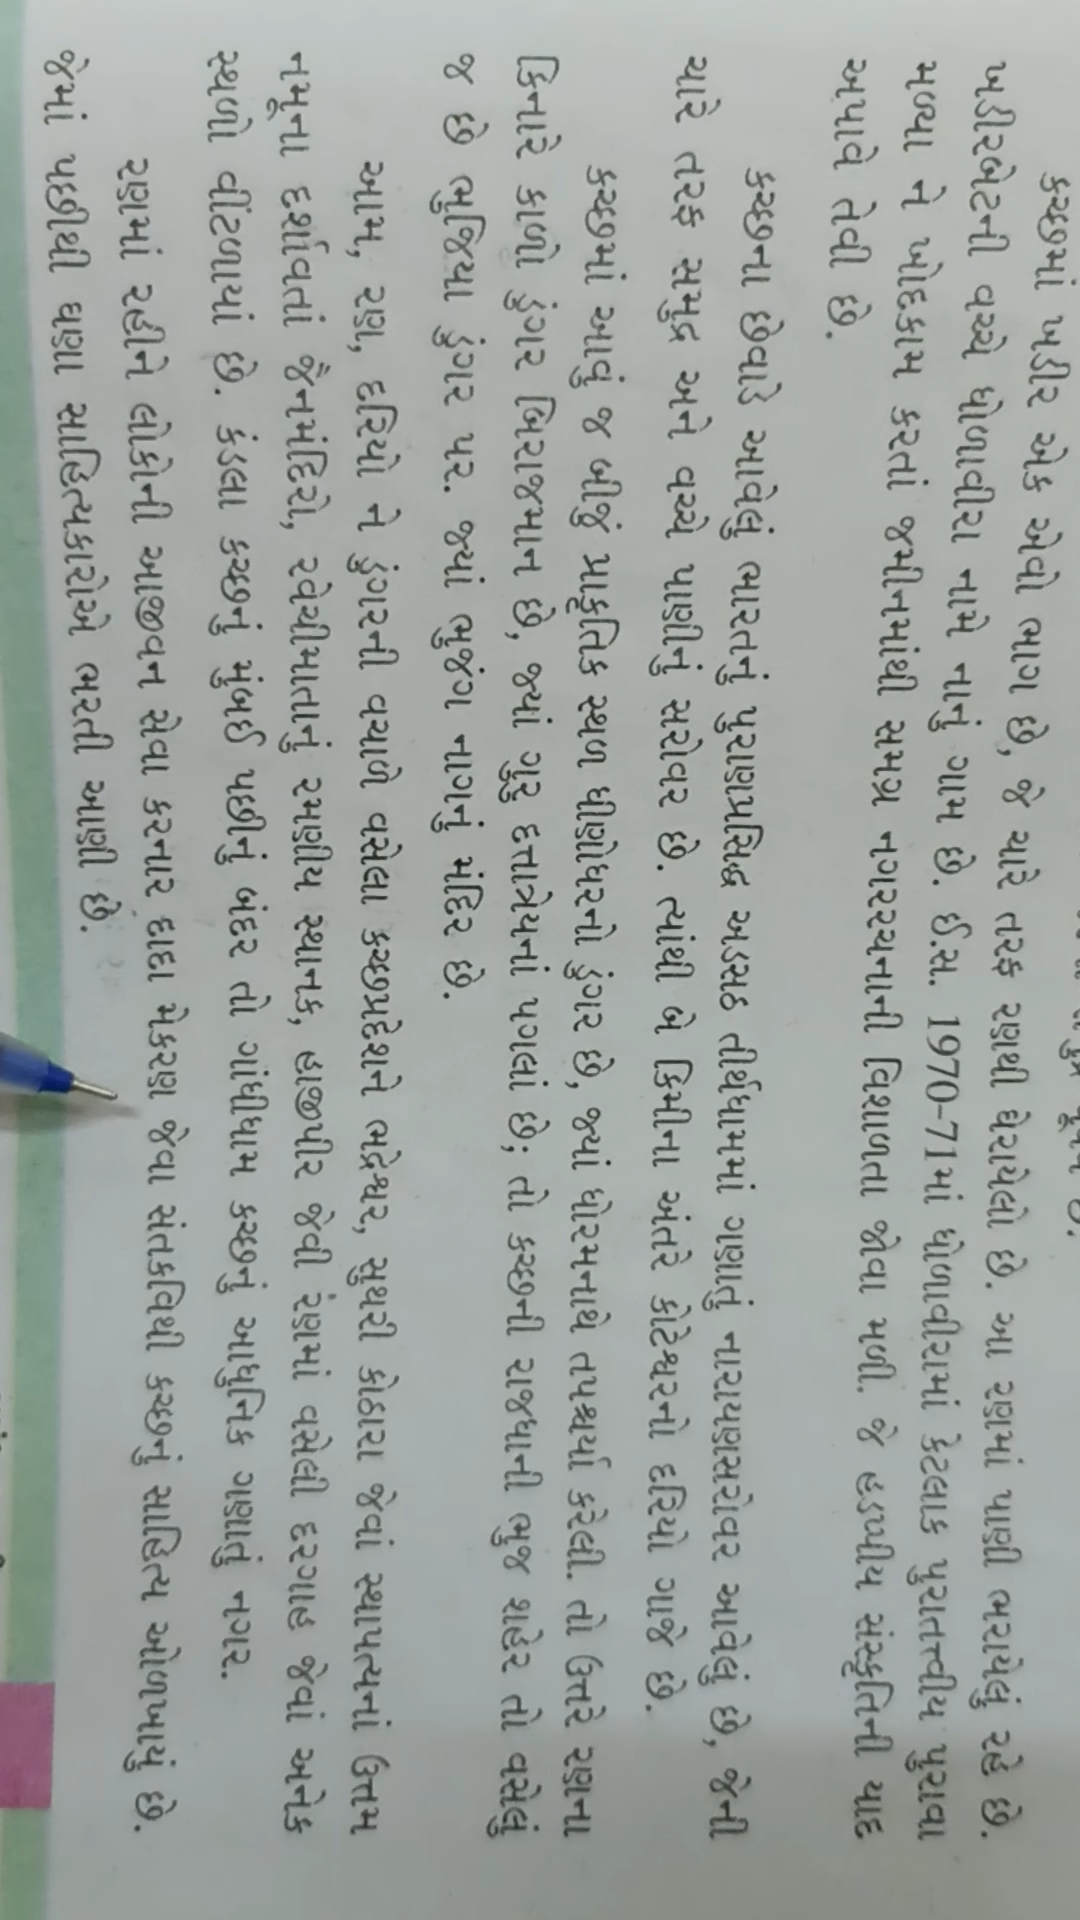 કચ્છમાં ખડીર એક એવો ભાગ છે, જે ચારે તરફ રણથી ઘેરાયેલો છે. આ રણમાં પાણી ભરાયેલું રહે છે.
ખડીરબેટની વચ્ચે ધોળાવીરા નામે નાનું ગામ છે. ઈ.સ. 1970-71માં ધોળાવીરામાં કેટલાક પુરાતત્ત્વીય પુરાવા
મળ્યા ને ખોદકામ કરતાં જમીનમાંથી સમગ્ર નગરરચનાની વિશાળતા જોવા મળી. જે હડપ્પીય સંસ્કૃતિની યાદ
અપાવે તેવી છે.
કચ્છના છેવાડે આવેલું ભારતનું પુરાણપ્રસિદ્ધ અડસઠ તીર્થધામમાં ગણાતું નારાયણસરોવર આવેલું છે, જેની
ચારે તરફ સમુદ્ર અને વચ્ચે પાણીનું સરોવર છે. ત્યાંથી બે કિમીના અંતરે કોટેશ્વરનો દરિયો ગાજે છે.
કચ્છમાં આવું જ બીજું પ્રાકૃતિક સ્થળ ધીણોધરનો ડુંગર છે, જ્યાં ધોરમનાથે તપશ્ચર્યા કરેલી. તો ઉત્તરે રણના
કિનારે કાળો ડુંગર બિરાજમાન છે, જ્યાં ગુરુ દત્તાત્રેયનાં પગલાં છે; તો કચ્છની રાજધાની ભુજ શહેર તો વસેલું
જ છે ભુજિયા ડુંગર પર. જ્યાં ભુજંગ નાગનું મંદિર છે.
આમ, રણ, દરિયો ને ડુંગરની વચાળે વસેલા કચ્છપ્રદેશને ભદ્રેશ્વર, સુથરી કોઠારા જેવાં સ્થાપત્યનાં ઉત્તમ
નમૂના દર્શાવતાં જૈનમંદિરો, રવેચીમાતાનું રમણીય સ્થાનક, હાજીપીર જેવી રણમાં વસેલી દરગાહ જેવાં અનેક
સ્થળો વીંટળાયાં છે. કંડલા કચ્છનું મુંબઈ પછીનું બંદર તો ગાંધીધામ કચ્છનું આધુનિક ગણાતું નગર.
રણમાં રહીને લોકોની આજીવન સેવા કરનારે દાદા મેકરણ જેવા સંતકવિથી કચ્છનું સાહિત્ય ઓળખાયું છે.
જેમાં પછીથી ઘણા સાહિત્યકારોએ ભરતી આણી છે.